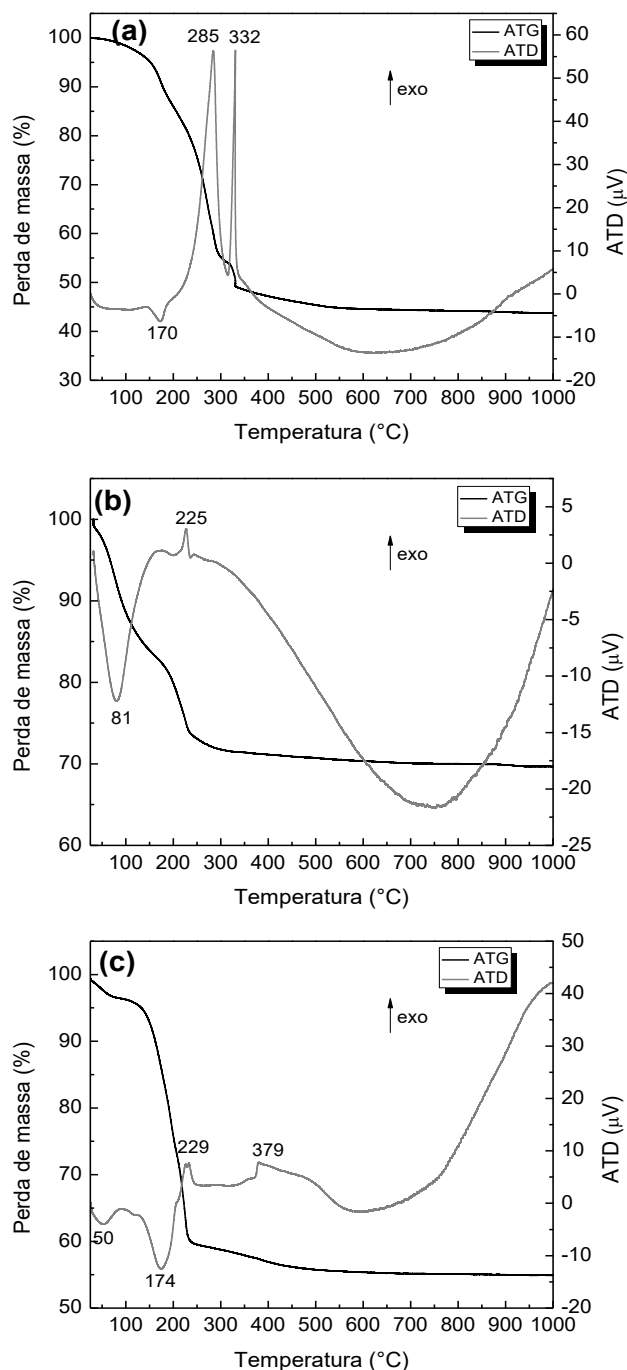 (a)
285 332
ATG
ATD
exo
170
100
90
80
70
60
50
40
30
60
50
40
30
20
10
0
-10
-20
Perda de massa (%)
ATD (µV)
100 200 300 400 500 600 700 800 900 1000
Temperatura (°C)
(b)
225
ATG
ATD
exo
81
100
90
80
70
60
5
0
-5
-10
-15
-20
-25
Perda de massa (%)
ATD (µV)
100 200 300 400 500 600 700 800 900 1000
Temperatura (°C)
(c)
ATG
ATD
exo
229
379
50
174
100
90
80
70
60
50
50
40
30
20
10
0
-10
-20
Perda de massa (%)
ATD (µV)
100 200 300 400 500 600 700 800 900 1000
Temperatura (°C)